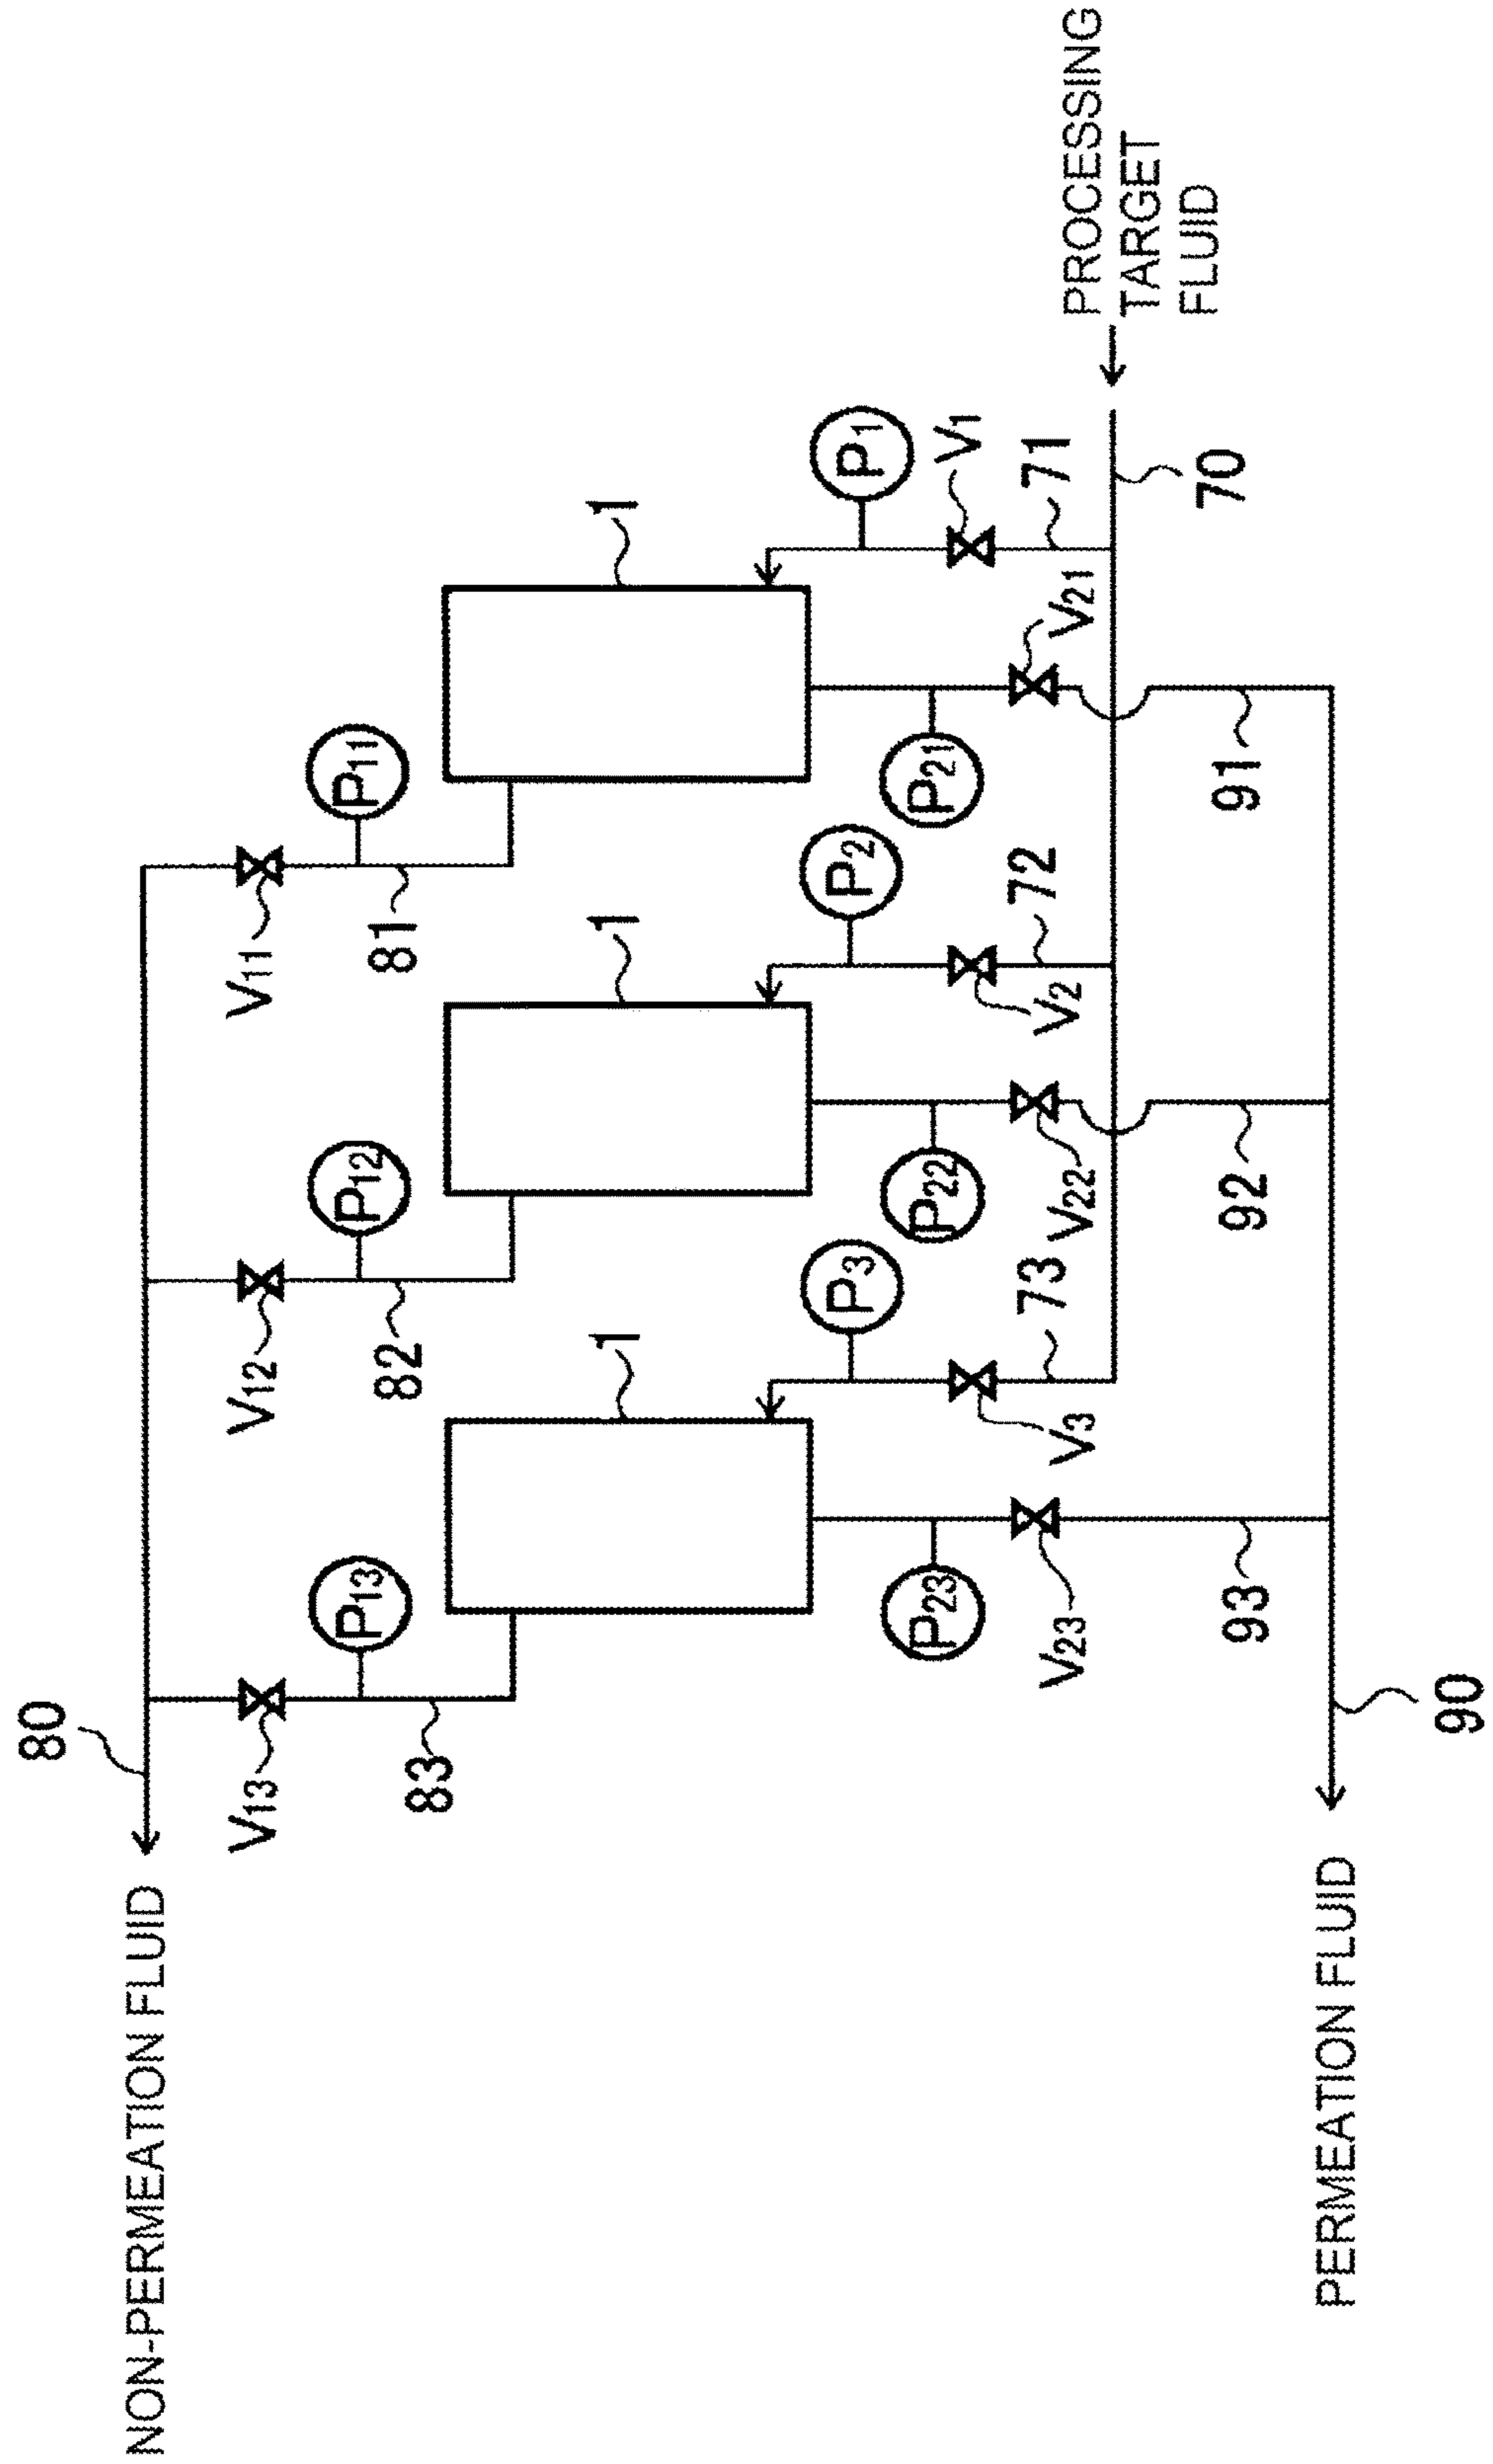 80
NON-PERMEATION FLUID
V13
V12
V11
P13
P12
P11
83
82
81
1
1
1
P3
P2
P1
P23
P22
P21
V1
73
72
71
V23
V3
V22
V2
V21
PROCESSING
TARGET
FLUID
70
93
92
91
PERMEATION FLUID
90